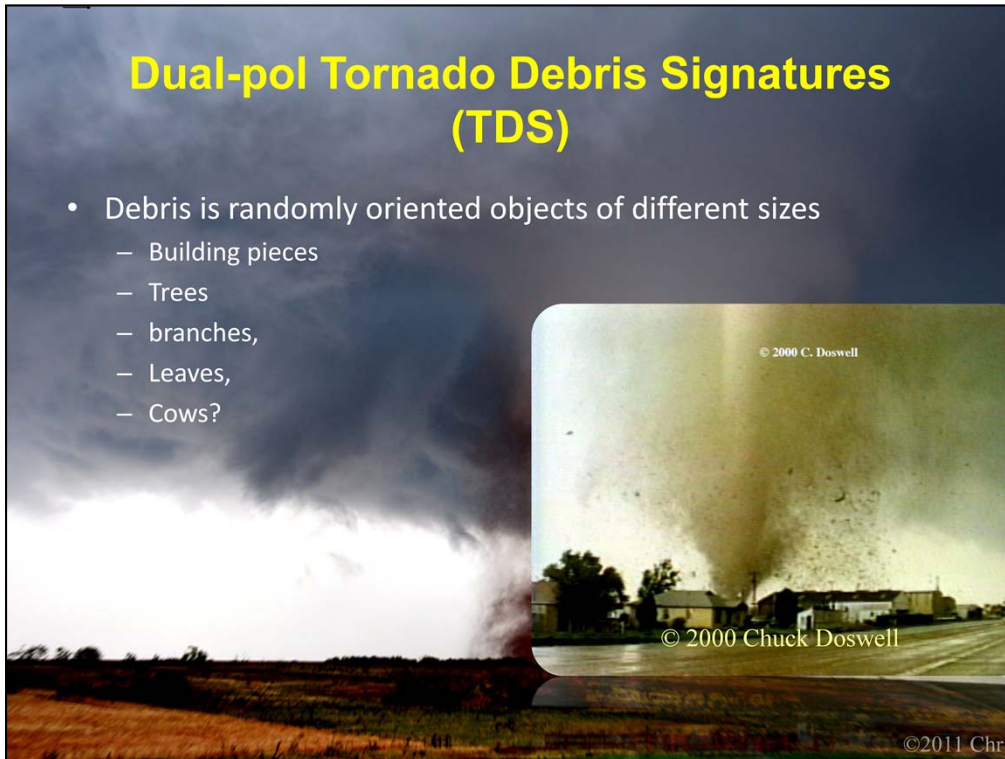 Dual-pol Tornado Debris Signatures
(TDS)
• Debris is randomly oriented objects of different sizes
– Building pieces
– Trees
– branches,
– Leaves,
– Cows?
© 2000 C. Doswell
© 2000 Chuck Doswell
©2011 Chr